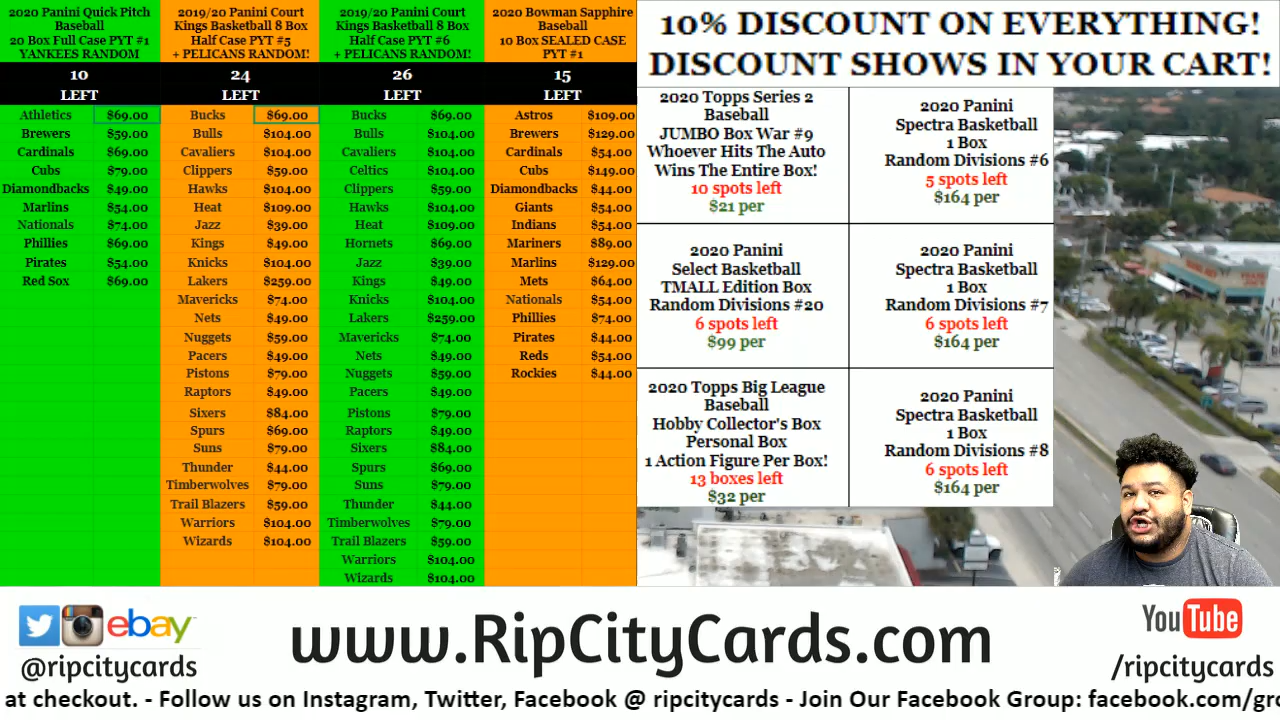 2020 Panini Quick Pitch
Baseball
20 Box Full Case PYT #1
YANKEES RANDOM
10
LEFT
Athletics $69.00
Brewers $59.00
Cardinals $69.00
Cubs $79.00
Diamondbacks $49.00
Marlins $54.00
Nationals $74.00
Phillies $69.00
Pirates $54.00
Red Sox $69.00
2019/20 Panini Court
Kings Basketball 8 Box
Half Case PYT #5
+ PELICANS RANDOM!
24
LEFT
Bucks $69.00
Bulls $104.00
Cavaliers $104.00
Clippers $59.00
Hawks $104.00
Heat $109.00
Jazz $39.00
Kings $49.00
Knicks $104.00
Lakers $259.00
Mavericks $74.00
Nets $49.00
Nuggets $59.00
Pacers $49.00
Pistons $79.00
Raptors $49.00
Sixers $84.00
Spurs $69.00
Suns $79.00
Thunder $44.00
Timberwolves $79.00
Trail Blazers $59.00
Warriors $104.00
Wizards $104.00
2019/20 Panini Court
Kings Basketball 8 Box
Half Case PYT #6
+ PELICANS RANDOM!
26
LEFT
Bucks $69.00
Bulls $104.00
Cavaliers $104.00
Celtics $104.00
Clippers $59.00
Hawks $104.00
Heat $109.00
Hornets $69.00
Jazz $39.00
Kings $49.00
Knicks $104.00
Lakers $259.00
Mavericks $74.00
Nets $49.00
Nuggets $59.00
Pacers $49.00
Pistons $79.00
Raptors $49.00
Sixers $84.00
Spurs $69.00
Suns $79.00
Thunder $44.00
Timberwolves $79.00
Trail Blazers $59.00
Warriors $104.00
Wizards $104.00
2020 Bowman Sapphire
Baseball
10 Box SEALED CASE
PYT #1
15
LEFT
Astros $109.00
Brewers $129.00
Cardinals $54.00
Cubs $149.00
Diamondbacks $44.00
Giants $54.00
Indians $54.00
Mariners $89.00
Marlins $129.00
Mets $64.00
Nationals $54.00
Phillies $74.00
Pirates $44.00
Reds $54.00
Rockies $44.00
10% DISCOUNT ON EVERYTHING!
DISCOUNT SHOWS IN YOUR CART!
2020 Topps Series 2
Baseball
JUMBO Box War #9
Whoever Hits The Auto
Wins The Entire Box!
10 spots left
$21 per
2020 Panini
Spectra Basketball
1 Box
Random Divisions #6
5 spots left
$164 per
2020 Panini
Select Basketball
TMALL Edition Box
Random Divisions #20
6 spots left
$99 per
2020 Panini
Spectra Basketball
1 Box
Random Divisions #7
6 spots left
$164 per
2020 Topps Big League
Baseball
Hobby Collector's Box
Personal Box
1 Action Figure Per Box!
13 boxes left
$32 per
2020 Panini
Spectra Basketball
1 Box
Random Divisions #8
6 spots left
$164 per
ebay
@ripcitycards
www.RipCityCards.com
YouTube
/ripcitycards
at checkout. - Follow us on Instagram, Twitter, Facebook @ ripcitycards - Join Our Facebook Group: facebook.com/gro